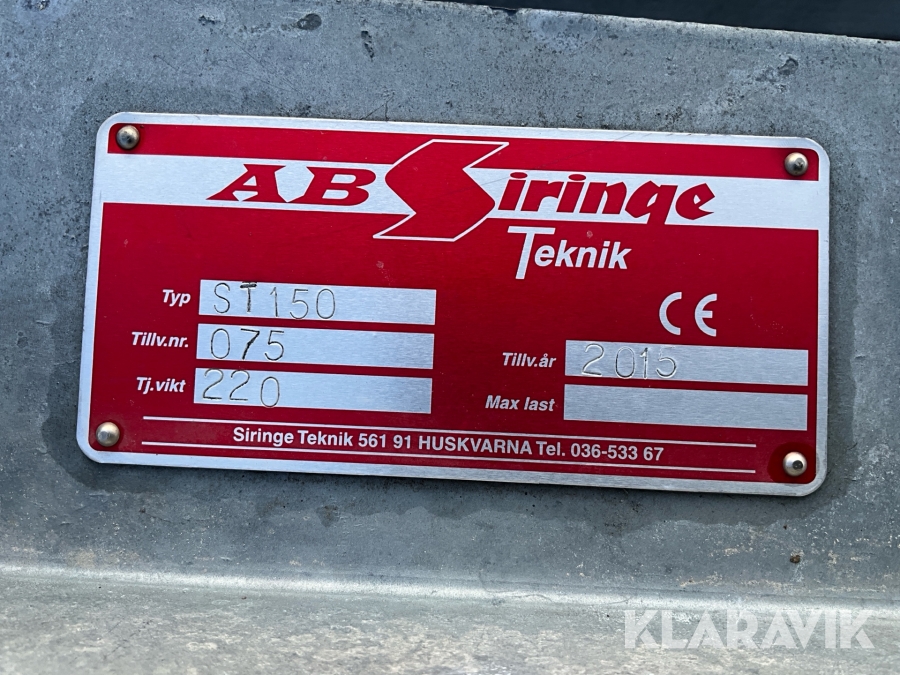 AB Siringe
Teknik
Typ ST150
CE
Tillv.nr. 075
Tillv.år 2015
Tj.vikt 220
Max last
Siringe Teknik 561 91 HUSKVARNA Tel. 036-533 67
KLARAVIK